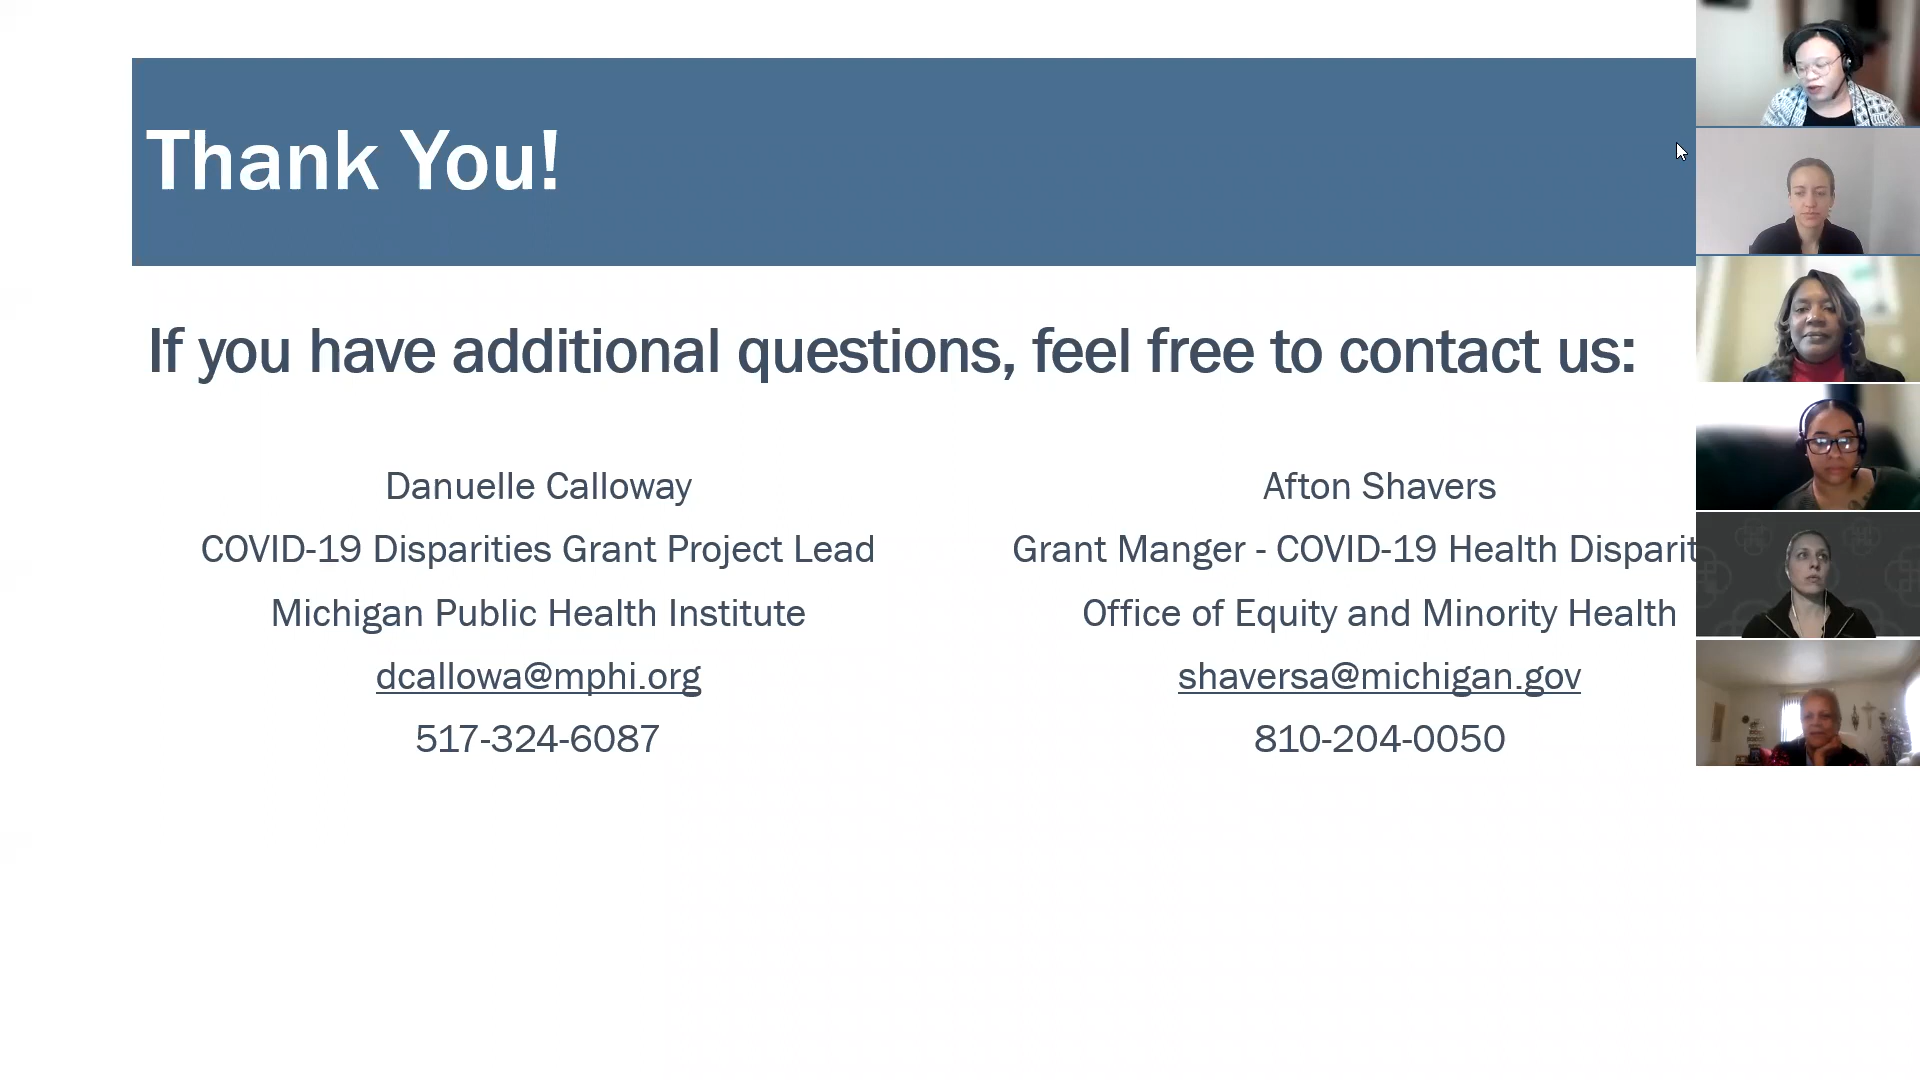 Thank You!
If you have additional questions, feel free to contact us:
Danuelle Calloway
COVID-19 Disparities Grant Project Lead
Michigan Public Health Institute
dcallowa@mphi.org
517-324-6087
Afton Shavers
Grant Manger - COVID-19 Health Disparit
Office of Equity and Minority Health
shaversa@michigan.gov
810-204-0050